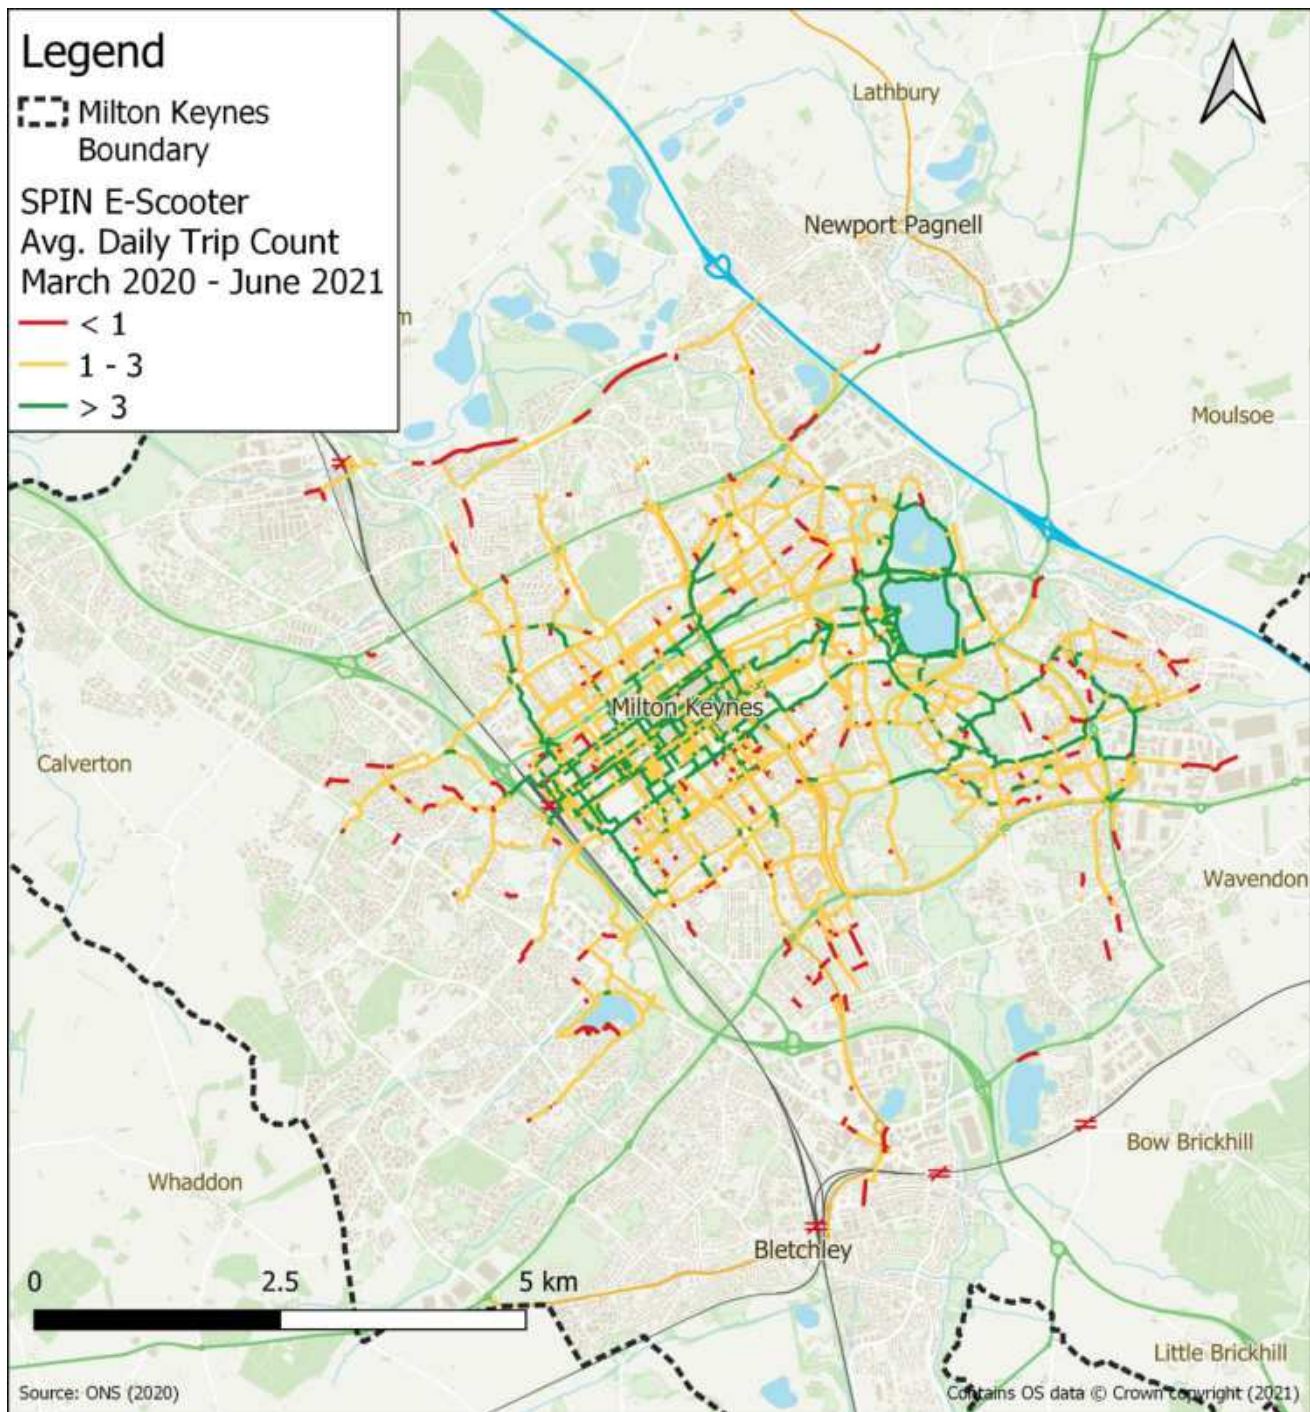 Legend
Milton Keynes
Boundary
SPIN E-Scooter
Avg. Daily Trip Count
March 2020 - June 2021
< 1
1 - 3
> 3
m
Lathbury
Newport Pagnell
Moulsoe
Milton Keynes
Calverton
Wavendon
Bow Brickhill
Whaddon
Bletchley
0 2.5 5 km
Little Brickhill
Source: ONS (2020)
Contains OS data © Crown copyright (2021)